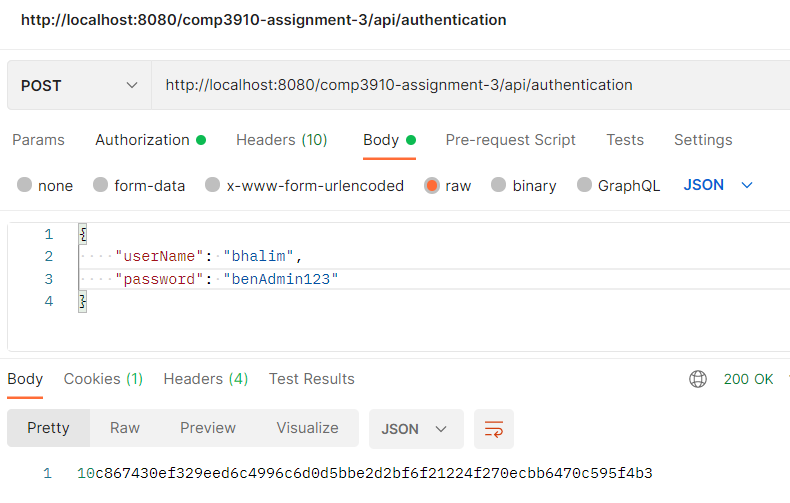 http://localhost:8080/comp3910-assignment-3/api/authentication
POST http://localhost:8080/comp3910-assignment-3/api/authentication
Params Authorization Headers (10) Body Pre-request Script Tests Settings
none form-data x-www-form-urlencoded raw binary GraphQL JSON
1 {
2 "userName": "bhalim",
3 "password": "benAdmin123"
4 }
Body Cookies (1) Headers (4) Test Results 200 OK
Pretty Raw Preview Visualize JSON
1 10c867430ef329eed6c4996c6d0d5bbe2d2bf6f21224f270ecbb6470c595f4b3